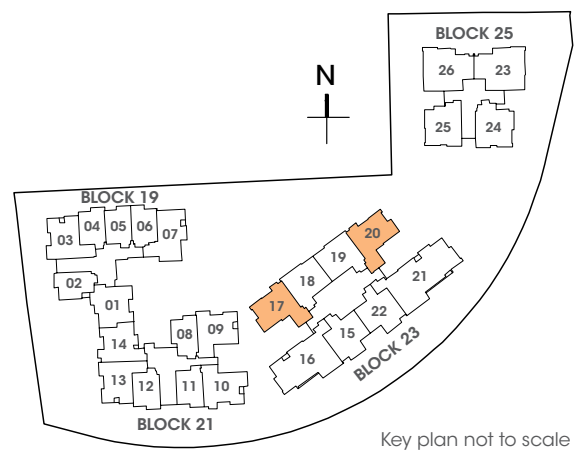 BLOCK 25
26 23
25 24
N
BLOCK 19
03 04 05 06 07
02
01
14
13 12 11 10
08 09
BLOCK 21
20
19
18
17
21
22
15
16
BLOCK 23
Key plan not to scale